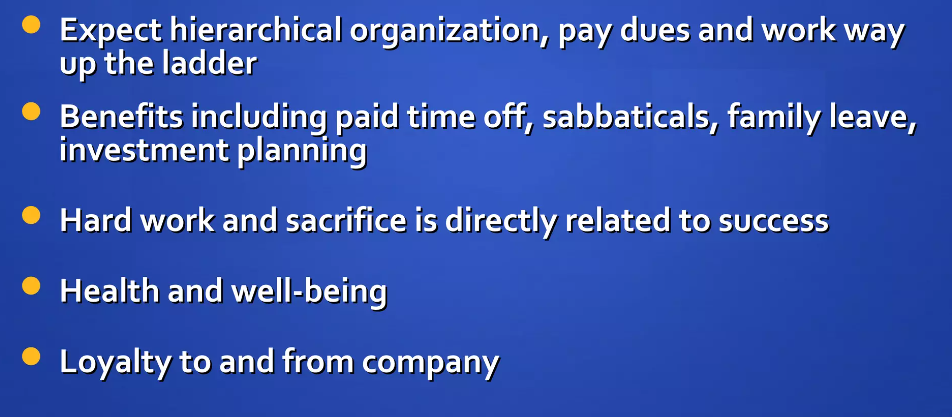 Expect hierarchical organization, pay dues and work way
up the ladder
Benefits including paid time off, sabbaticals, family leave,
investment planning
Hard work and sacrifice is directly related to success
Health and well-being
Loyalty to and from company